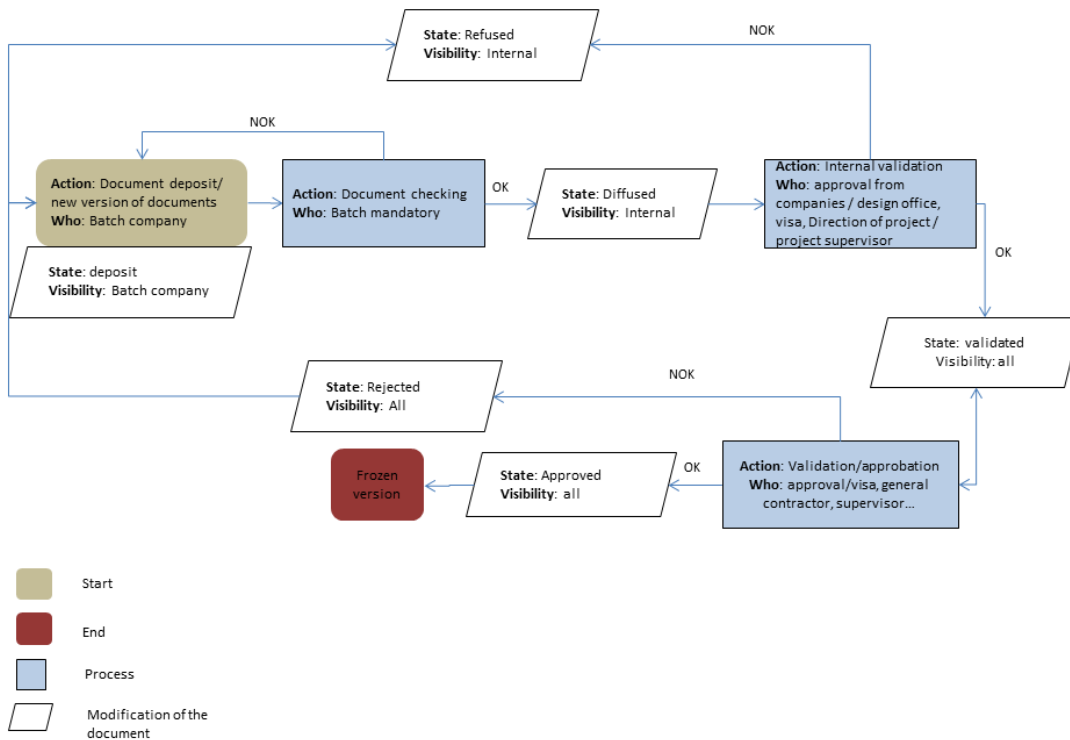 State: Refused
Visibility: Internal
NOK
NOK
Action: Document deposit/
new version of documents
Who: Batch company
State: deposit
Visibility: Batch company
Action: Document checking
Who: Batch mandatory
OK
State: Diffused
Visibility: Internal
Action: Internal validation
Who: approval from
companies / design office,
visa, Direction of project /
project supervisor
OK
State: validated
Visibility: all
State: Rejected
Visibility: All
NOK
Frozen
version
State: Approved
Visibility: all
OK
Action: Validation/approbation
Who: approval/visa, general
contractor, supervisor...
Start
End
Process
Modification of the
document